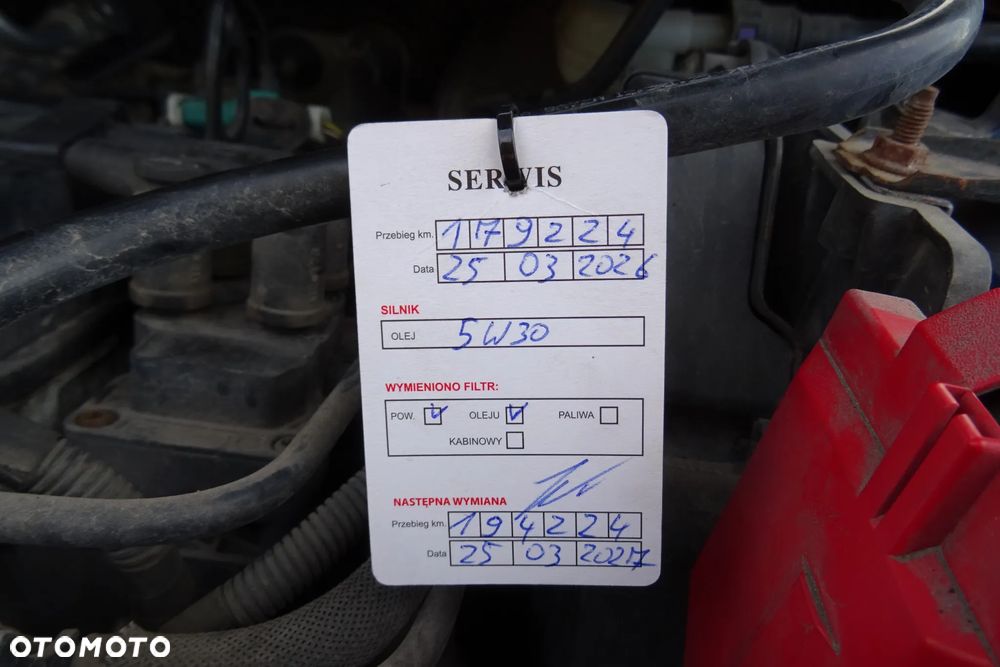 SERWIS
Przebieg km. 179224
Data 25 03 2026
SILNIK
OLEJ 5W30
WYMIENIONO FILTR:
POW. OLEJU PALIWA
KABINOWY
NASTĘPNA WYMIANA
Przebieg km. 194224
Data 25 03 2027
OTOMOTO